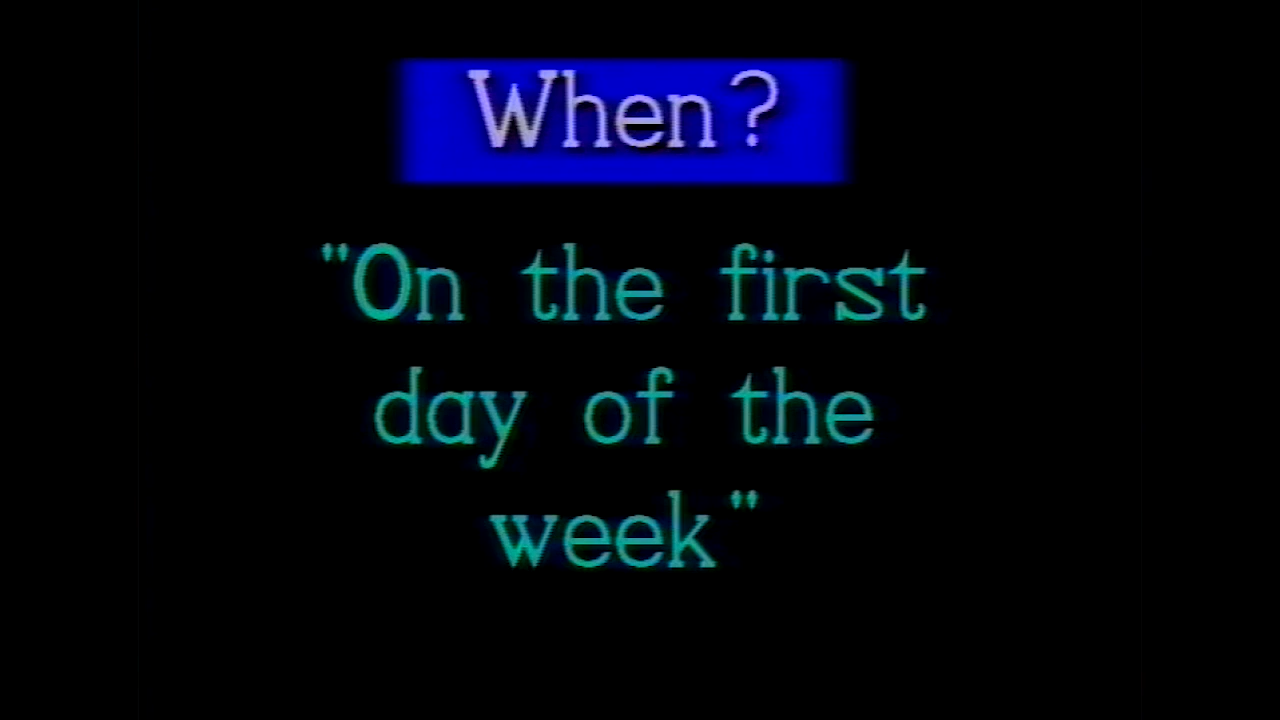 When?
"On the first
day of the
week"